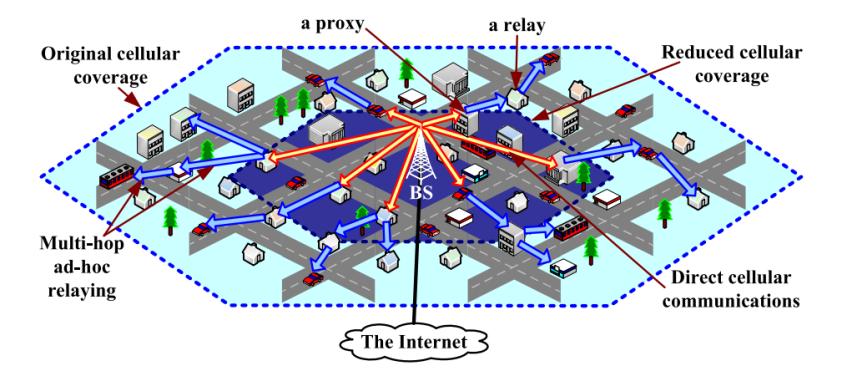 a proxy
a relay
Original cellular
coverage
Reduced cellular
coverage
BS
Multi-hop
ad-hoc
relaying
Direct cellular
communications
The Internet